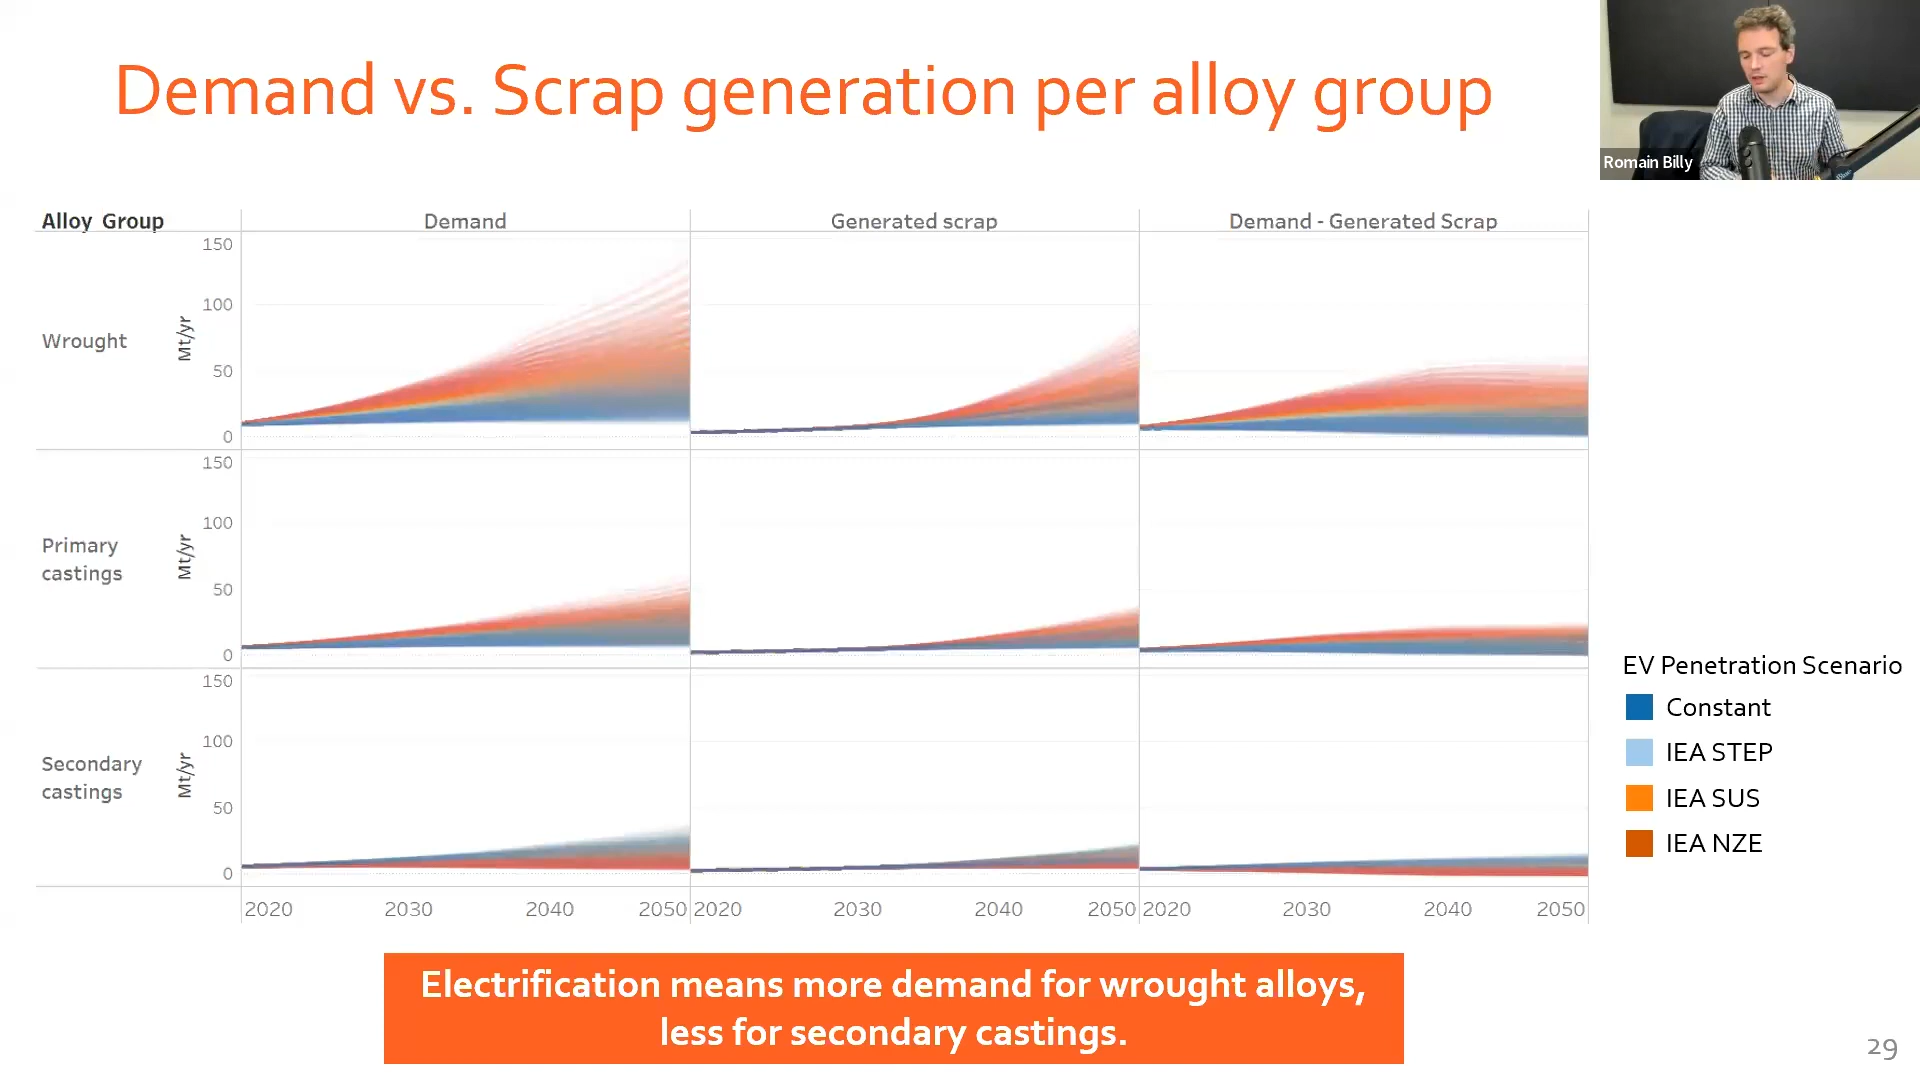 Demand vs. Scrap generation per alloy group
Romain Billy
Alloy Group
Demand
Generated scrap
Demand - Generated Scrap
Wrought
Mt/yr
150
100
50
0
Primary
castings
Mt/yr
150
100
50
0
Secondary
castings
Mt/yr
150
100
50
0
2020 2030 2040 2050 2020 2030 2040 2050 2020 2030 2040 2050
EV Penetration Scenario
Constant
IEA STEP
IEA SUS
IEA NZE
Electrification means more demand for wrought alloys,
less for secondary castings.
29